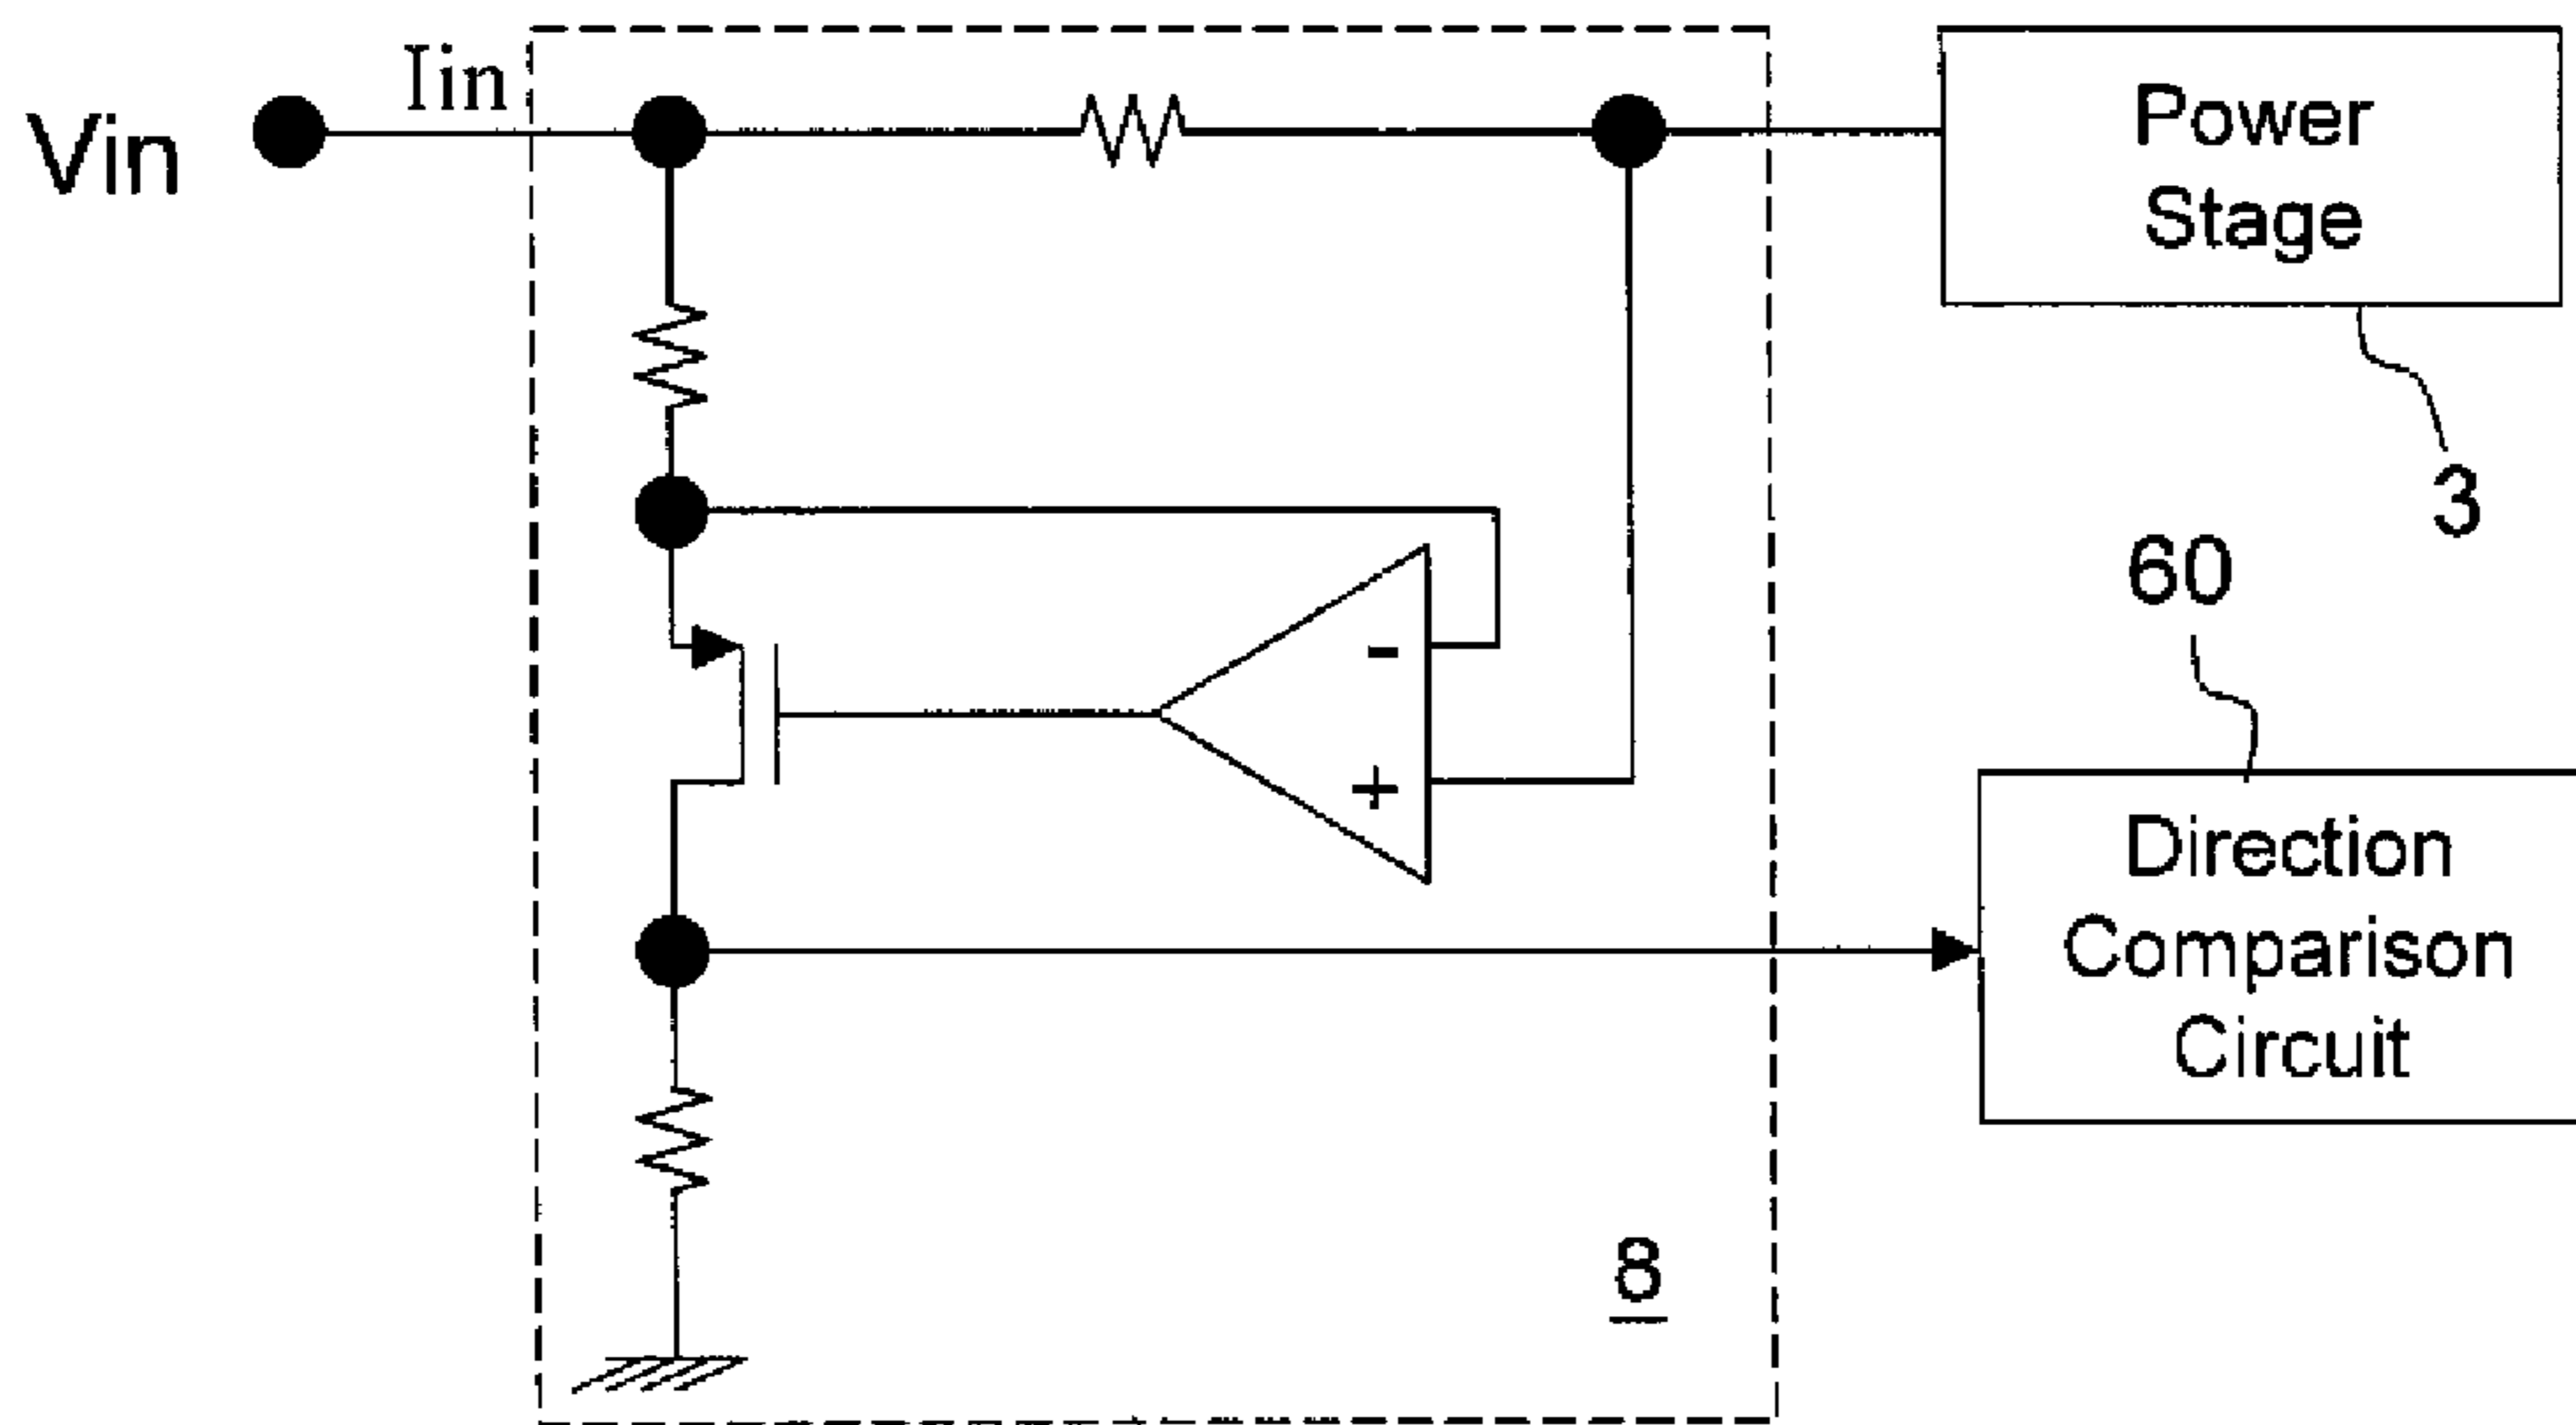 Vin
Iin
Power
Stage
3
60
-
+
Direction
Comparison
Circuit
8